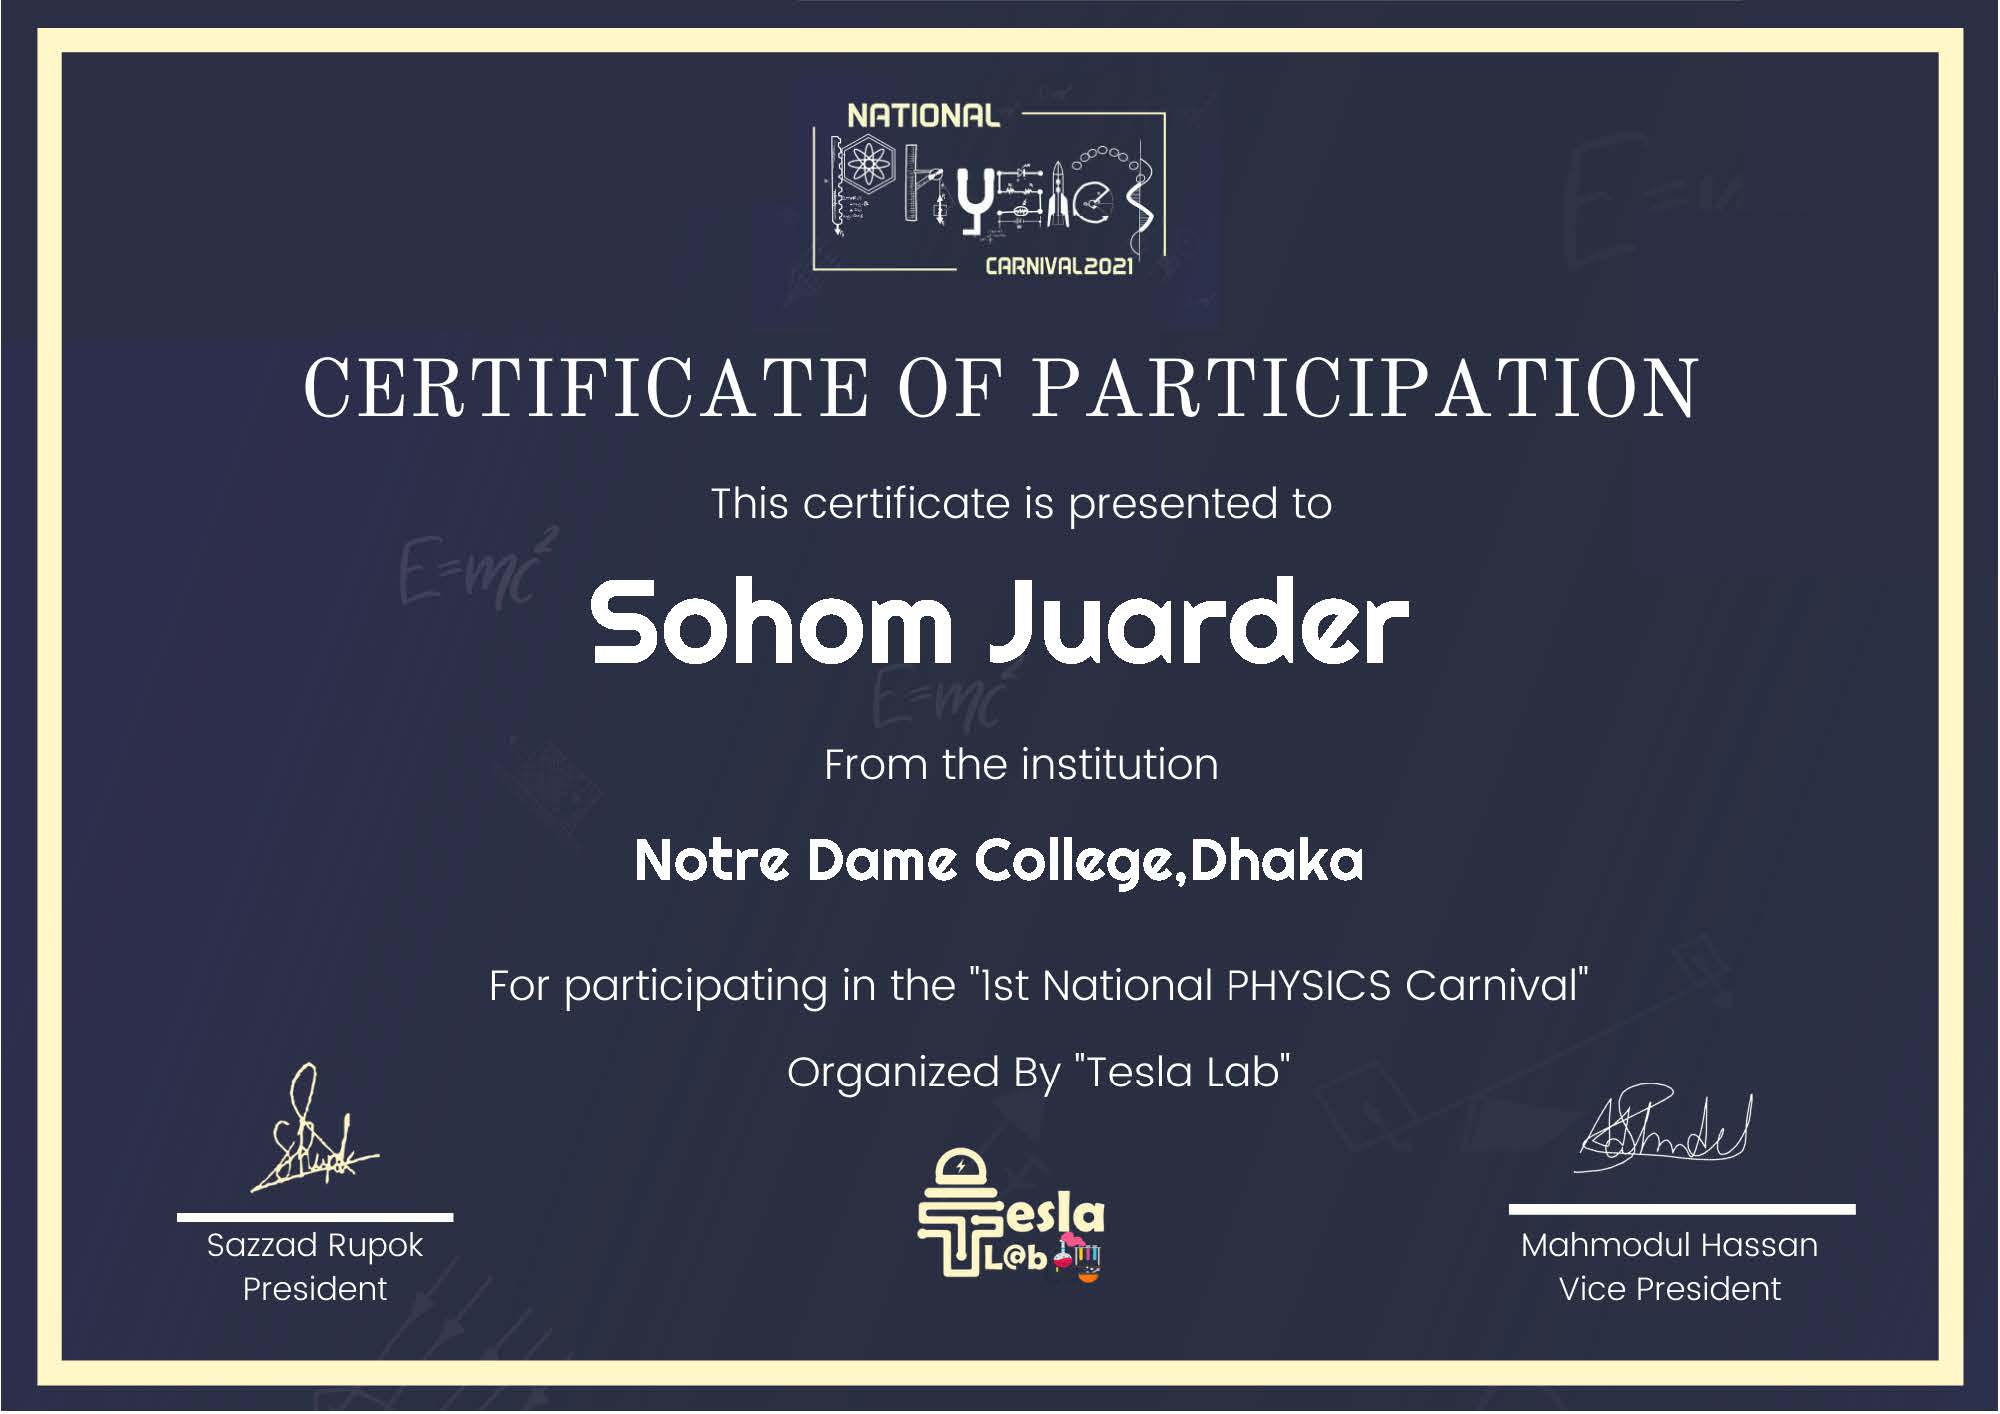 NATIONAL
Physics
CARNIVAL2021
CERTIFICATE OF PARTICIPATION
This certificate is presented to
E=mc²
Sohom Juarder
E=mc²
From the institution
Notre Dame College,Dhaka
For participating in the "1st National PHYSICS Carnival"
Organized By "Tesla Lab"
Tesla
L@b
Sazzad Rupok
President
Mahmodul Hassan
Vice President